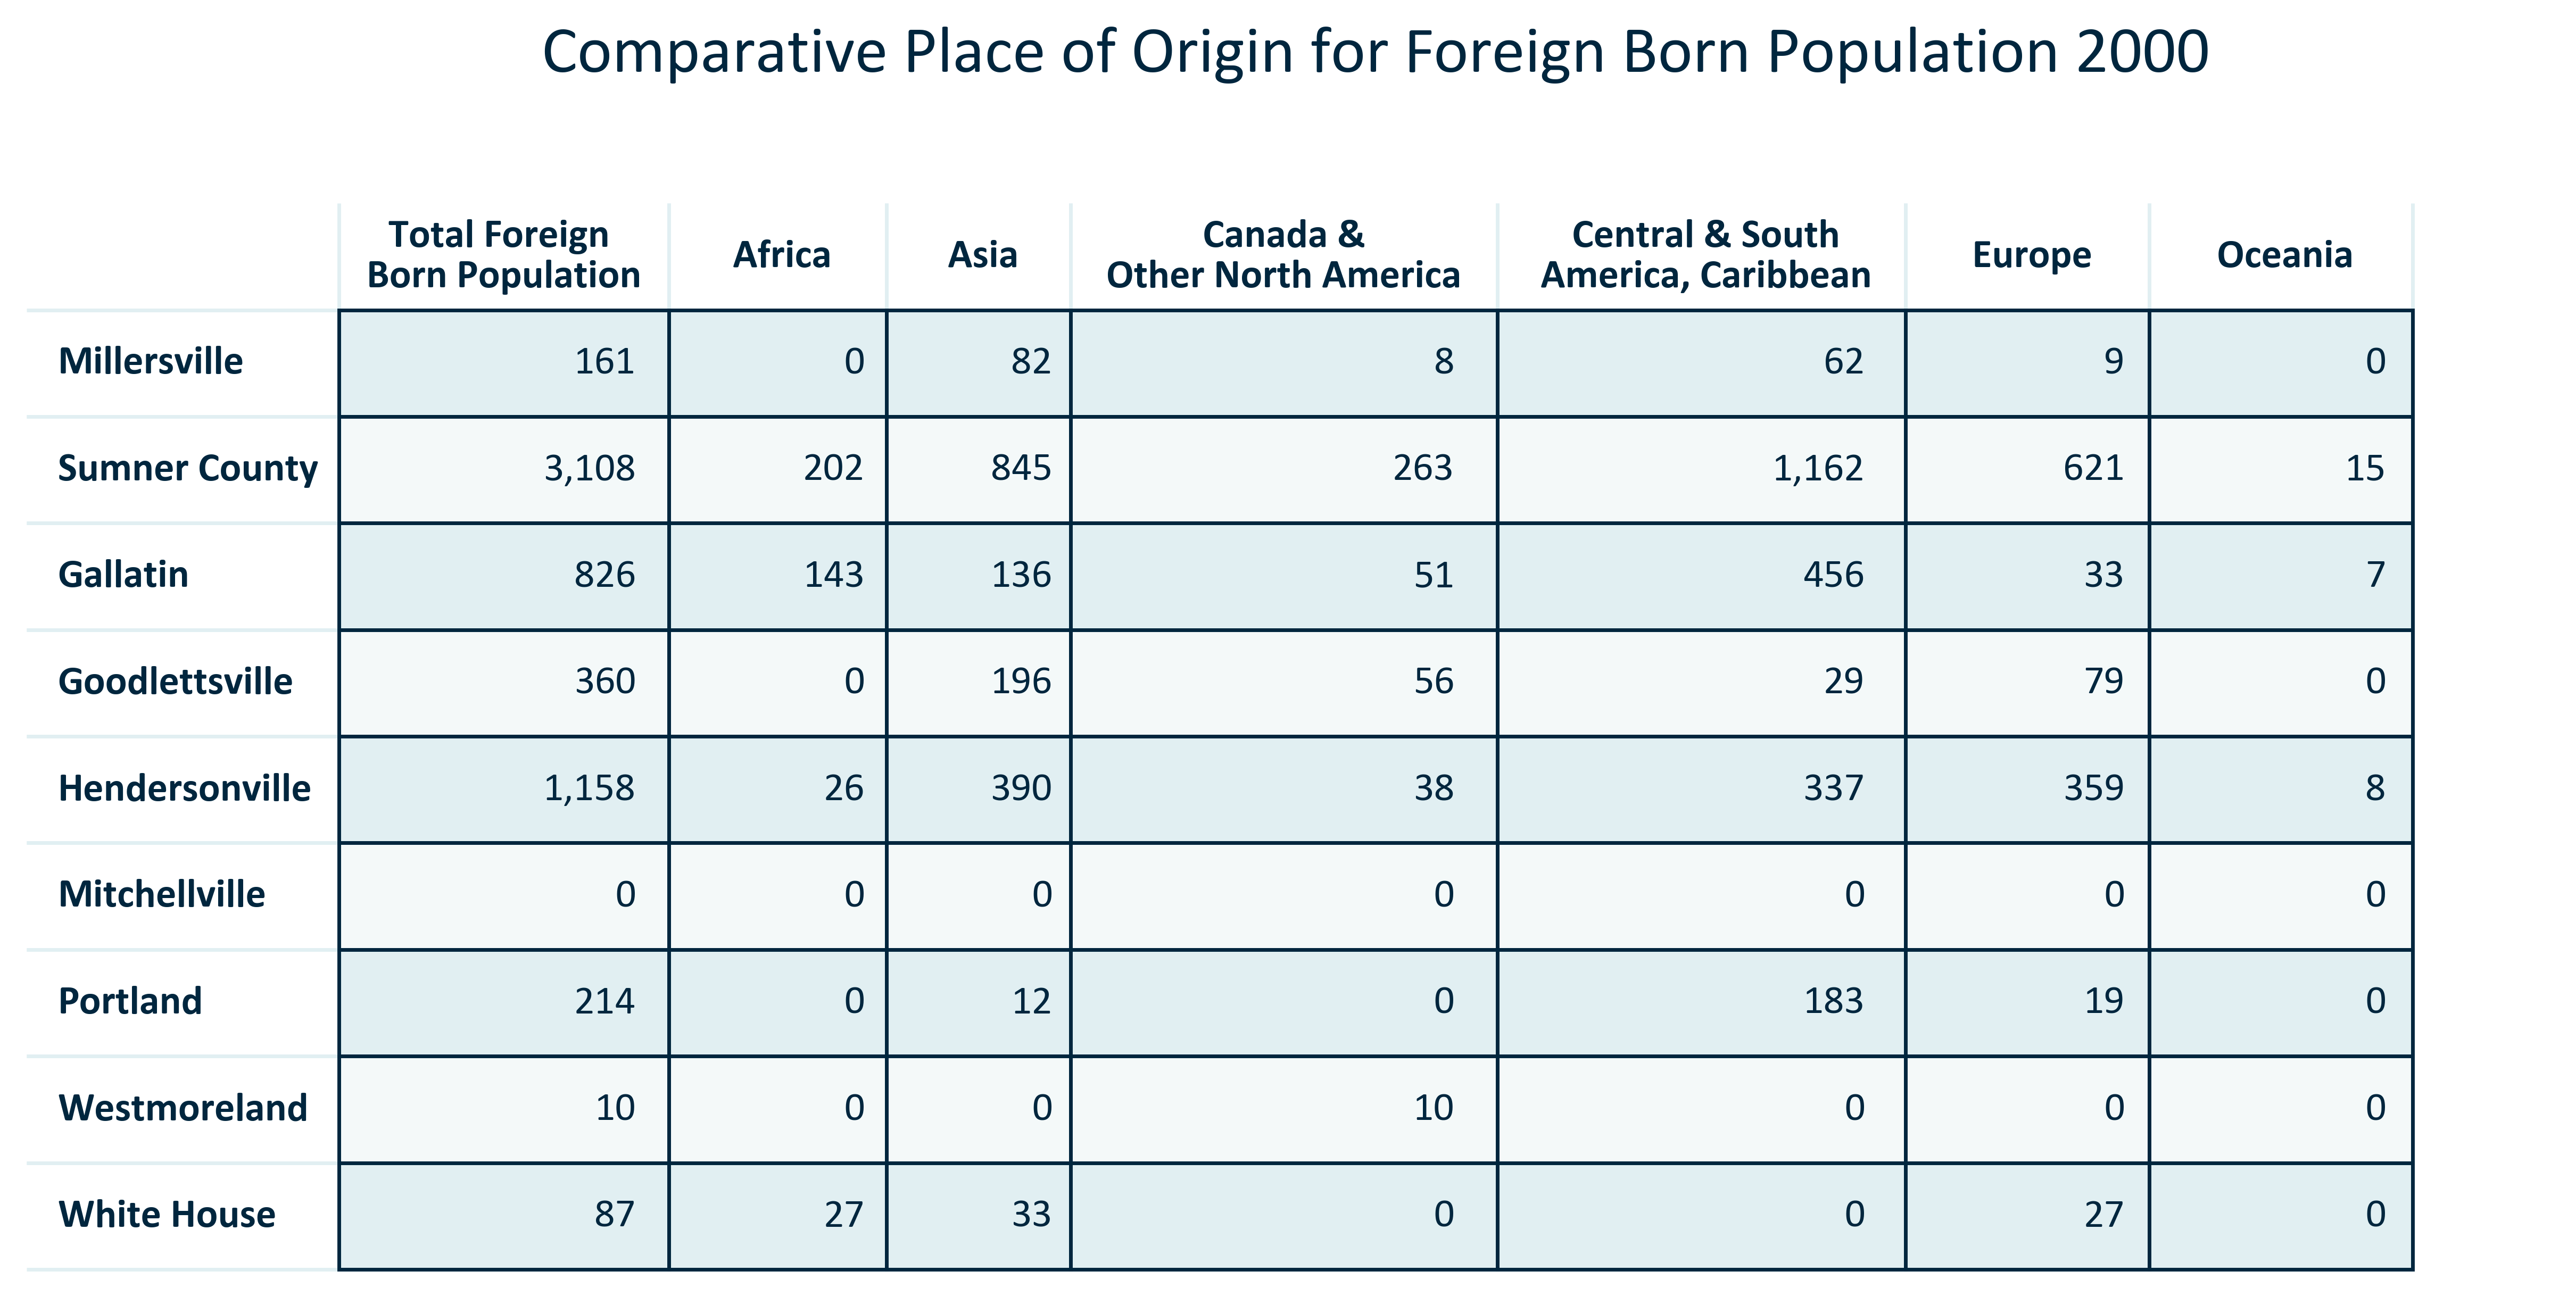 Comparative Place of Origin for Foreign Born Population 2000
Total Foreign Born Population Africa Asia Canada & Other North America Central & South America, Caribbean Europe Oceania
Millersville 161 0 82 8 62 9 0
Sumner County 3,108 202 845 263 1,162 621 15
Gallatin 826 143 136 51 456 33 7
Goodlettsville 360 0 196 56 29 79 0
Hendersonville 1,158 26 390 38 337 359 8
Mitchellville 0 0 0 0 0 0 0
Portland 214 0 12 0 183 19 0
Westmoreland 10 0 0 10 0 0 0
White House 87 27 33 0 0 27 0